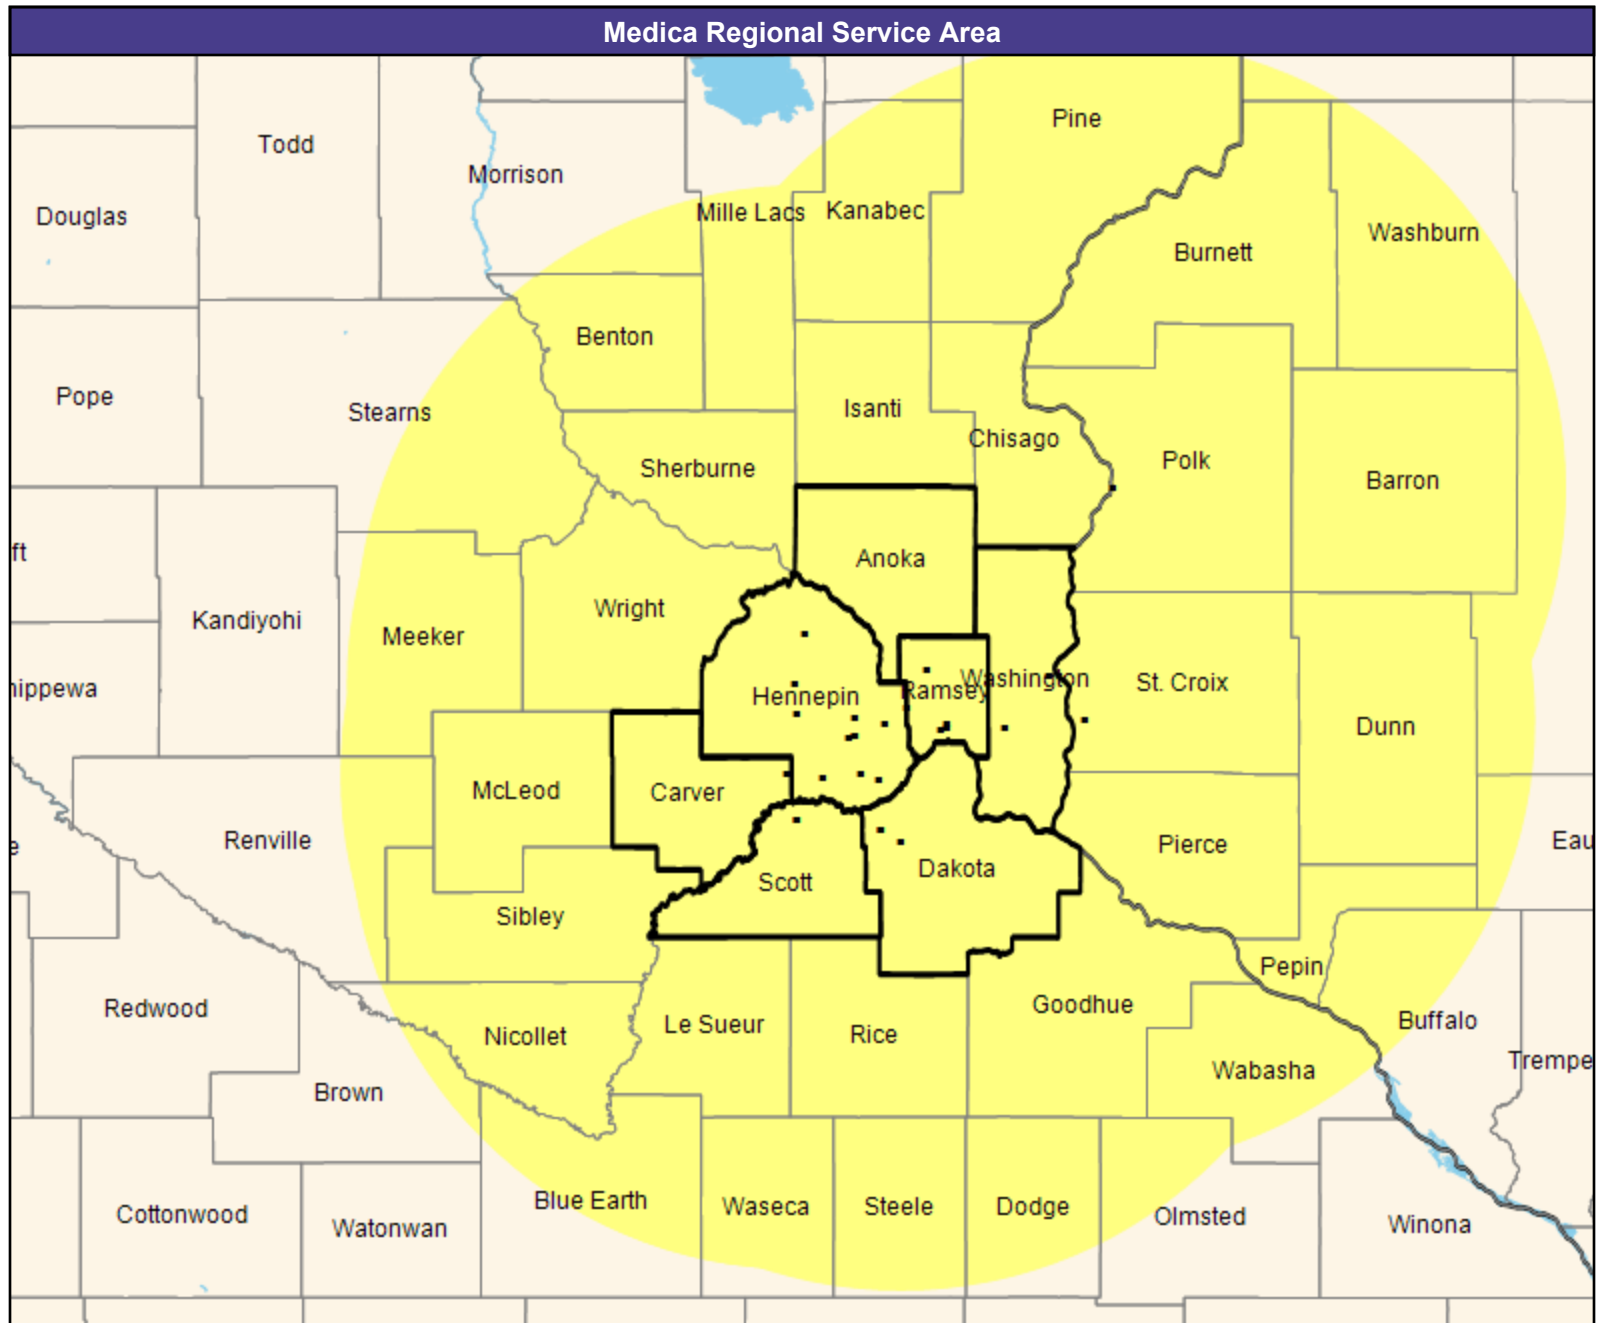 Medica Regional Service Area
Pine
Todd
Morrison
Douglas
Mille Lacs
Kanabec
Washburn
Burnett
Benton
Pope
Stearns
Isanti
Chisago
Sherburne
Polk
Barron
ft
Anoka
Wright
Kandiyohi
Meeker
hippewa
Hennepin
Ramsey
Washington
St. Croix
Dunn
McLeod
Carver
Renville
Pierce
Eau
e
Scott
Dakota
Sibley
Pepin
Redwood
Goodhue
Buffalo
Le Sueur
Nicollet
Rice
Trempe
Wabasha
Brown
Blue Earth
Waseca
Steele
Dodge
Olmsted
Cottonwood
Watonwan
Winona